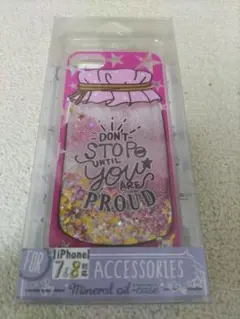 DON'T
STOP
UNTIL
you
ARE
PROUD
FOR
iPhone
7&8
ACCESSORIES
Mineral oil-case